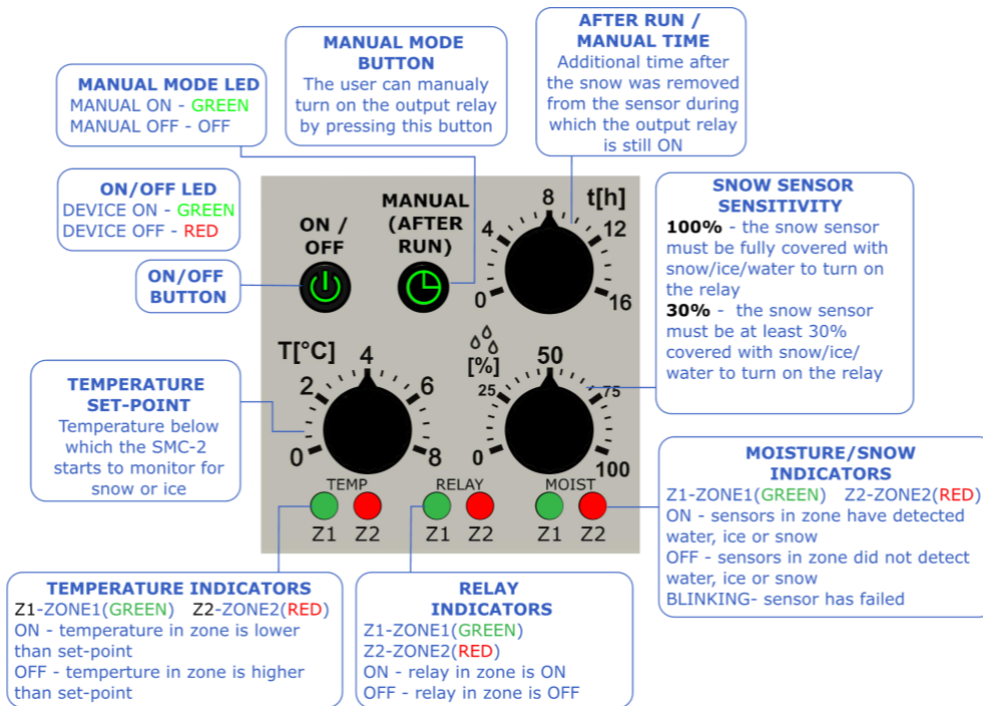 MANUAL MODE LED
MANUAL ON - GREEN
MANUAL OFF - OFF
MANUAL MODE
BUTTON
The user can manualy
turn on the output relay
by pressing this button
AFTER RUN /
MANUAL TIME
Additional time after
the snow was removed
from the sensor during
which the output relay
is still ON
ON/OFF LED
DEVICE ON - GREEN
DEVICE OFF - RED
ON/OFF
BUTTON
SNOW SENSOR
SENSITIVITY
100% - the snow sensor
must be fully covered with
snow/ice/water to turn on
the relay
30% - the snow sensor
must be at least 30%
covered with snow/ice/
water to turn on the relay
ON /
OFF
MANUAL
(AFTER
RUN)
t[h]
0
4
8
12
16
T[°C]
0
2
4
6
8
[%]
0
25
50
75
100
TEMP
Z1 Z2
RELAY
Z1 Z2
MOIST
Z1 Z2
TEMPERATURE
SET-POINT
Temperature below
which the SMC-2
starts to monitor for
snow or ice
TEMPERATURE INDICATORS
Z1-ZONE1(GREEN) Z2-ZONE2(RED)
ON - temperature in zone is lower
than set-point
OFF - temperture in zone is higher
than set-point
RELAY
INDICATORS
Z1-ZONE1(GREEN)
Z2-ZONE2(RED)
ON - relay in zone is ON
OFF - relay in zone is OFF
MOISTURE/SNOW
INDICATORS
Z1-ZONE1(GREEN) Z2-ZONE2(RED)
ON - sensors in zone have detected
water, ice or snow
OFF - sensors in zone did not detect
water, ice or snow
BLINKING- sensor has failed